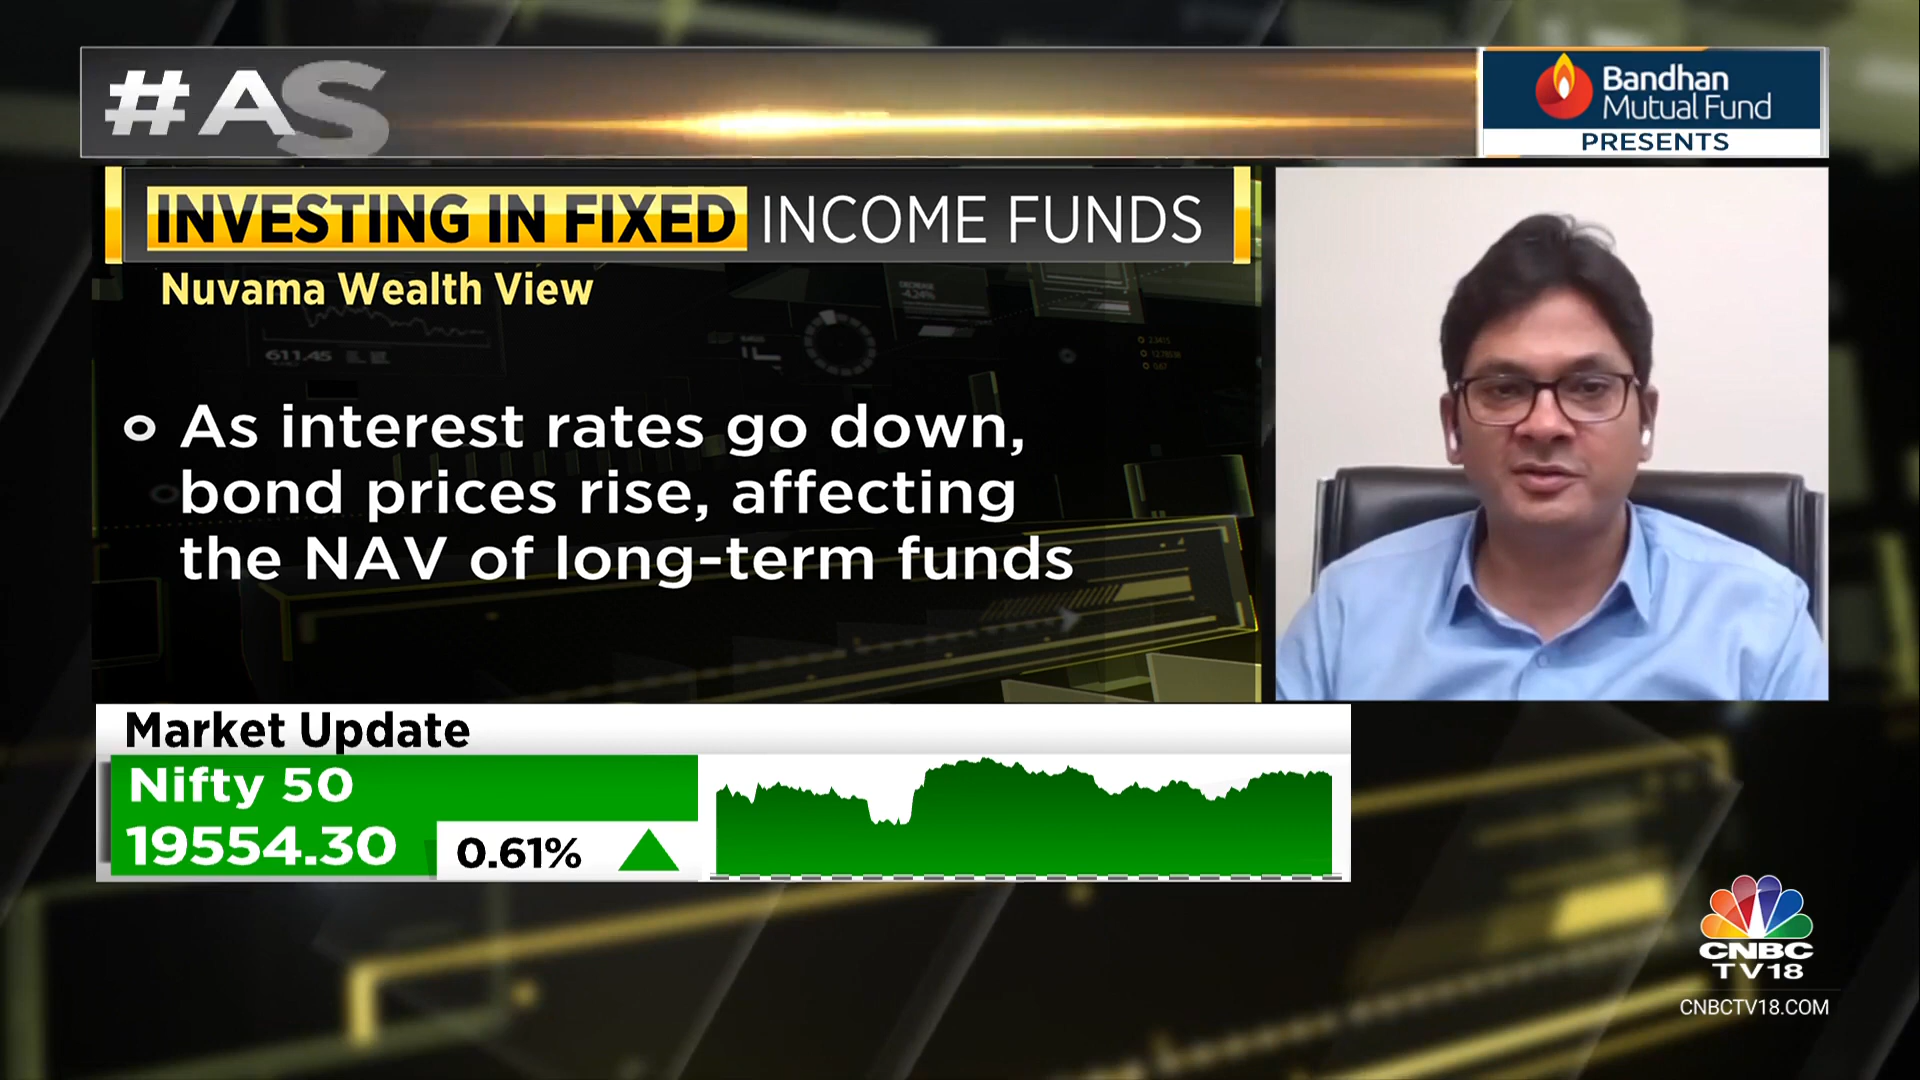 #AS
Bandhan
Mutual Fund
PRESENTS
INVESTING IN FIXED INCOME FUNDS
Nuvama Wealth View
611.45
As interest rates go down,
bond prices rise, affecting
the NAV of long-term funds
Market Update
Nifty 50
19554.30
0.61%
CNBC
TV18
CNBCTV18.COM